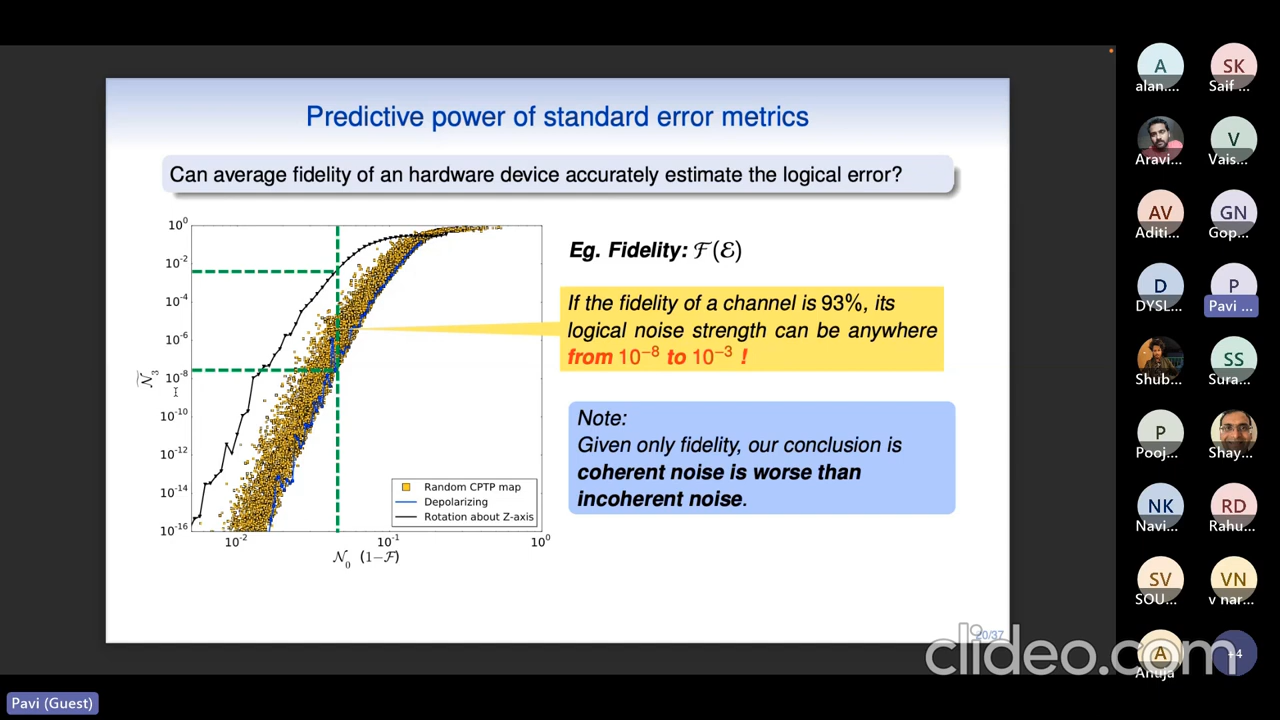 Predictive power of standard error metrics
Can average fidelity of an hardware device accurately estimate the logical error?
Eg. Fidelity: F(E)
If the fidelity of a channel is 93%, its
logical noise strength can be anywhere
from 10⁻⁸ to 10⁻³ !
Note:
Given only fidelity, our conclusion is
coherent noise is worse than
incoherent noise.
10⁰
10⁻²
10⁻⁴
10⁻⁶
10⁻⁸
10⁻¹⁰
10⁻¹²
10⁻¹⁴
10⁻¹⁶
Ñ₃
Random CPTP map
Depolarizing
Rotation about Z-axis
10⁻² 10⁻¹ 10⁰
N₀ (1−F)
20/37
clideo.com
A SK
alan.... Saif ...
V
Aravi... Vais...
AV GN
Aditi... Gop...
D P
DYSL... Pavi ...
SS
Shub... Sura...
P
Pooj... Shay...
NK RD
Navi... Rahu...
SV VN
SOU... v nar...
A +4
Anuja
Pavi (Guest)